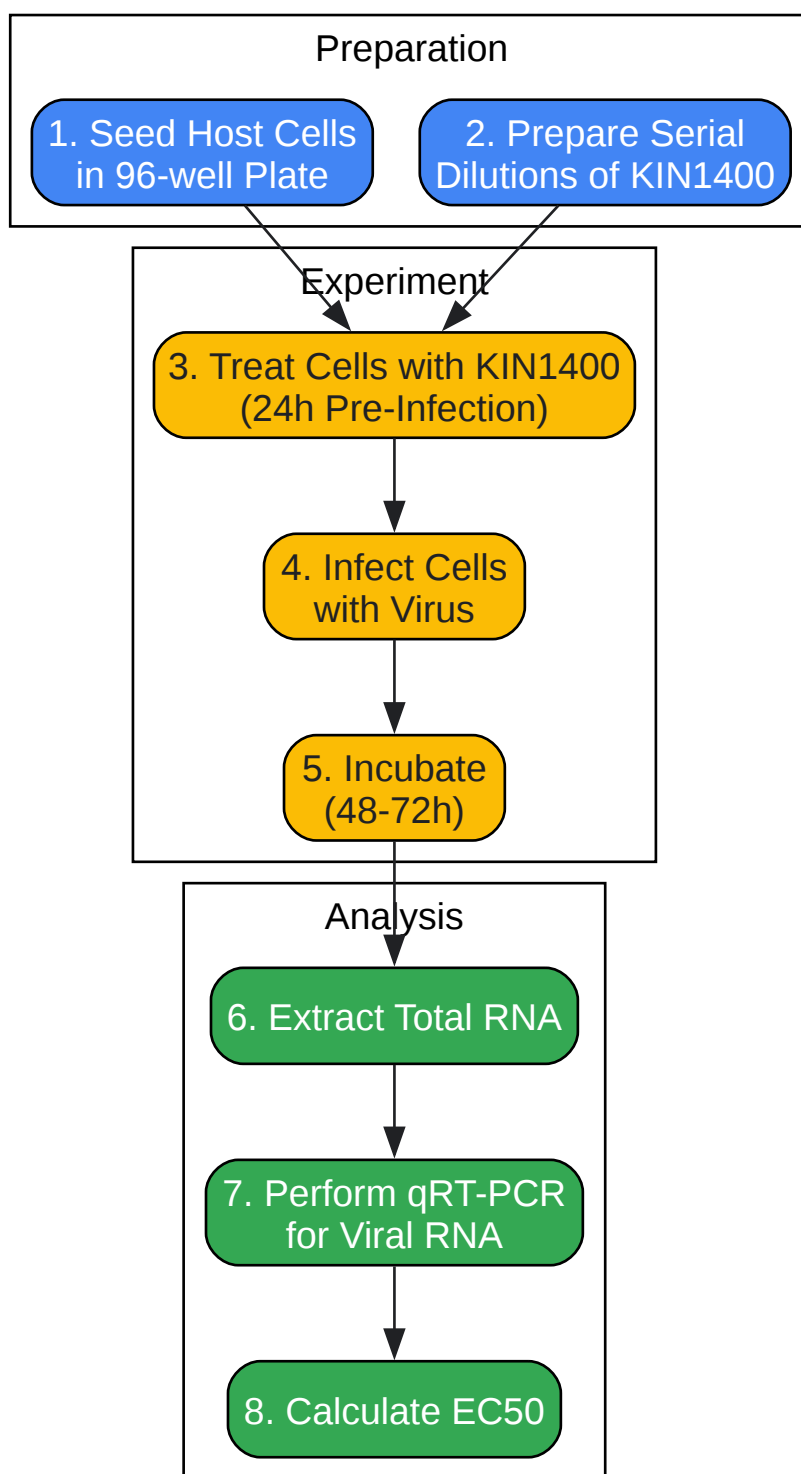 Preparation
1. Seed Host Cells
in 96-well Plate
2. Prepare Serial
Dilutions of KIN1400
Experiment
3. Treat Cells with KIN1400
(24h Pre-Infection)
4. Infect Cells
with Virus
5. Incubate
(48-72h)
Analysis
6. Extract Total RNA
7. Perform qRT-PCR
for Viral RNA
8. Calculate EC50